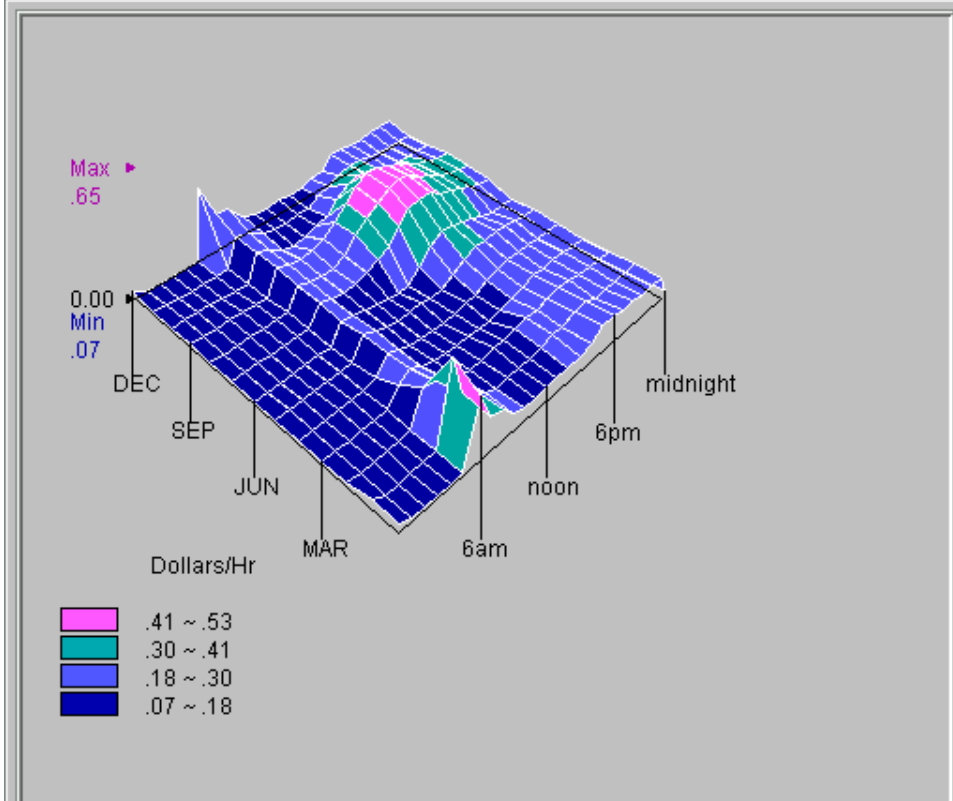 Max
.65
0.00
Min
.07
DEC
midnight
SEP
6pm
JUN
noon
MAR
6am
Dollars/Hr
.41 ~ .53
.30 ~ .41
.18 ~ .30
.07 ~ .18